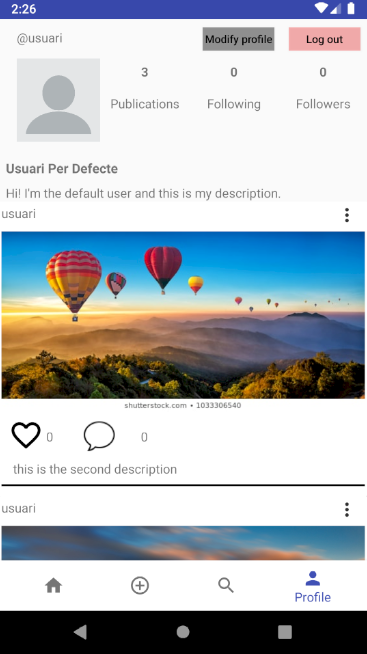 2:26
@usuari Modify profile Log out
3 0 0
Publications Following Followers
Usuari Per Defecte
Hi! I'm the default user and this is my description.
usuari
shutterstock.com • 1033306540
0 0
this is the second description
usuari
Profile